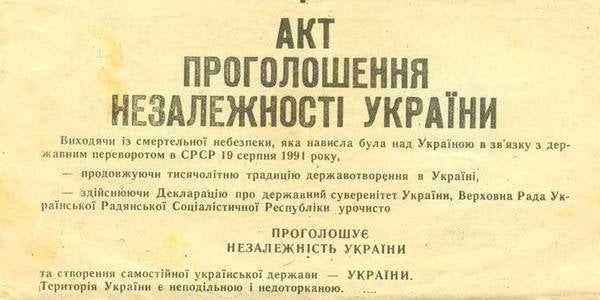 АКТ
ПРОГОЛОШЕННЯ
НЕЗАЛЕЖНОСТІ УКРАЇНИ
Виходячи із смертельної небезпеки, яка нависла була над Україною в зв'язку з дер-
жавним переворотом в СРСР 19 серпня 1991 року,
— продовжуючи тисячолітню традицію державотворення в Україні,
— здійснюючи Декларацію про державний суверенітет України, Верховна Рада Ук-
раїнської Радянської Соціалістичної Республіки урочисто
ПРОГОЛОШУЄ
НЕЗАЛЕЖНІСТЬ УКРАЇНИ
та створення самостійної української держави — УКРАЇНИ.
Територія України є неподільною і недоторканою.